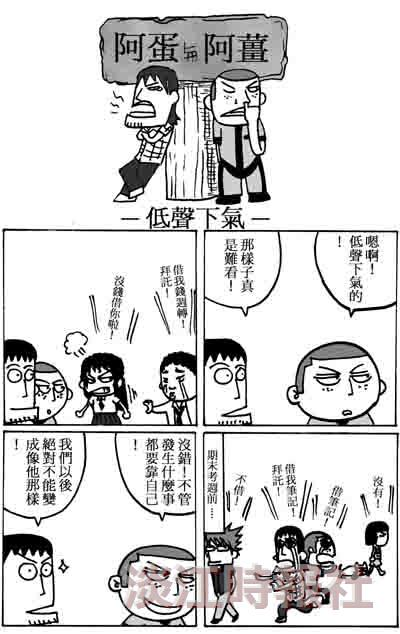 阿蛋與阿薑
—低聲下氣—
借我錢週轉！
拜託！
沒錢借你啦！
嗯啊！
低聲下氣的
！
那樣子真
是難看！
沒錯！不管
發生什麼事
都要靠自己
！
我們以後
絕對不能變
成像他那樣
！
期末考週前…
沒有！
借筆記！
借我筆記！
拜託！
不借！
淡江時報社